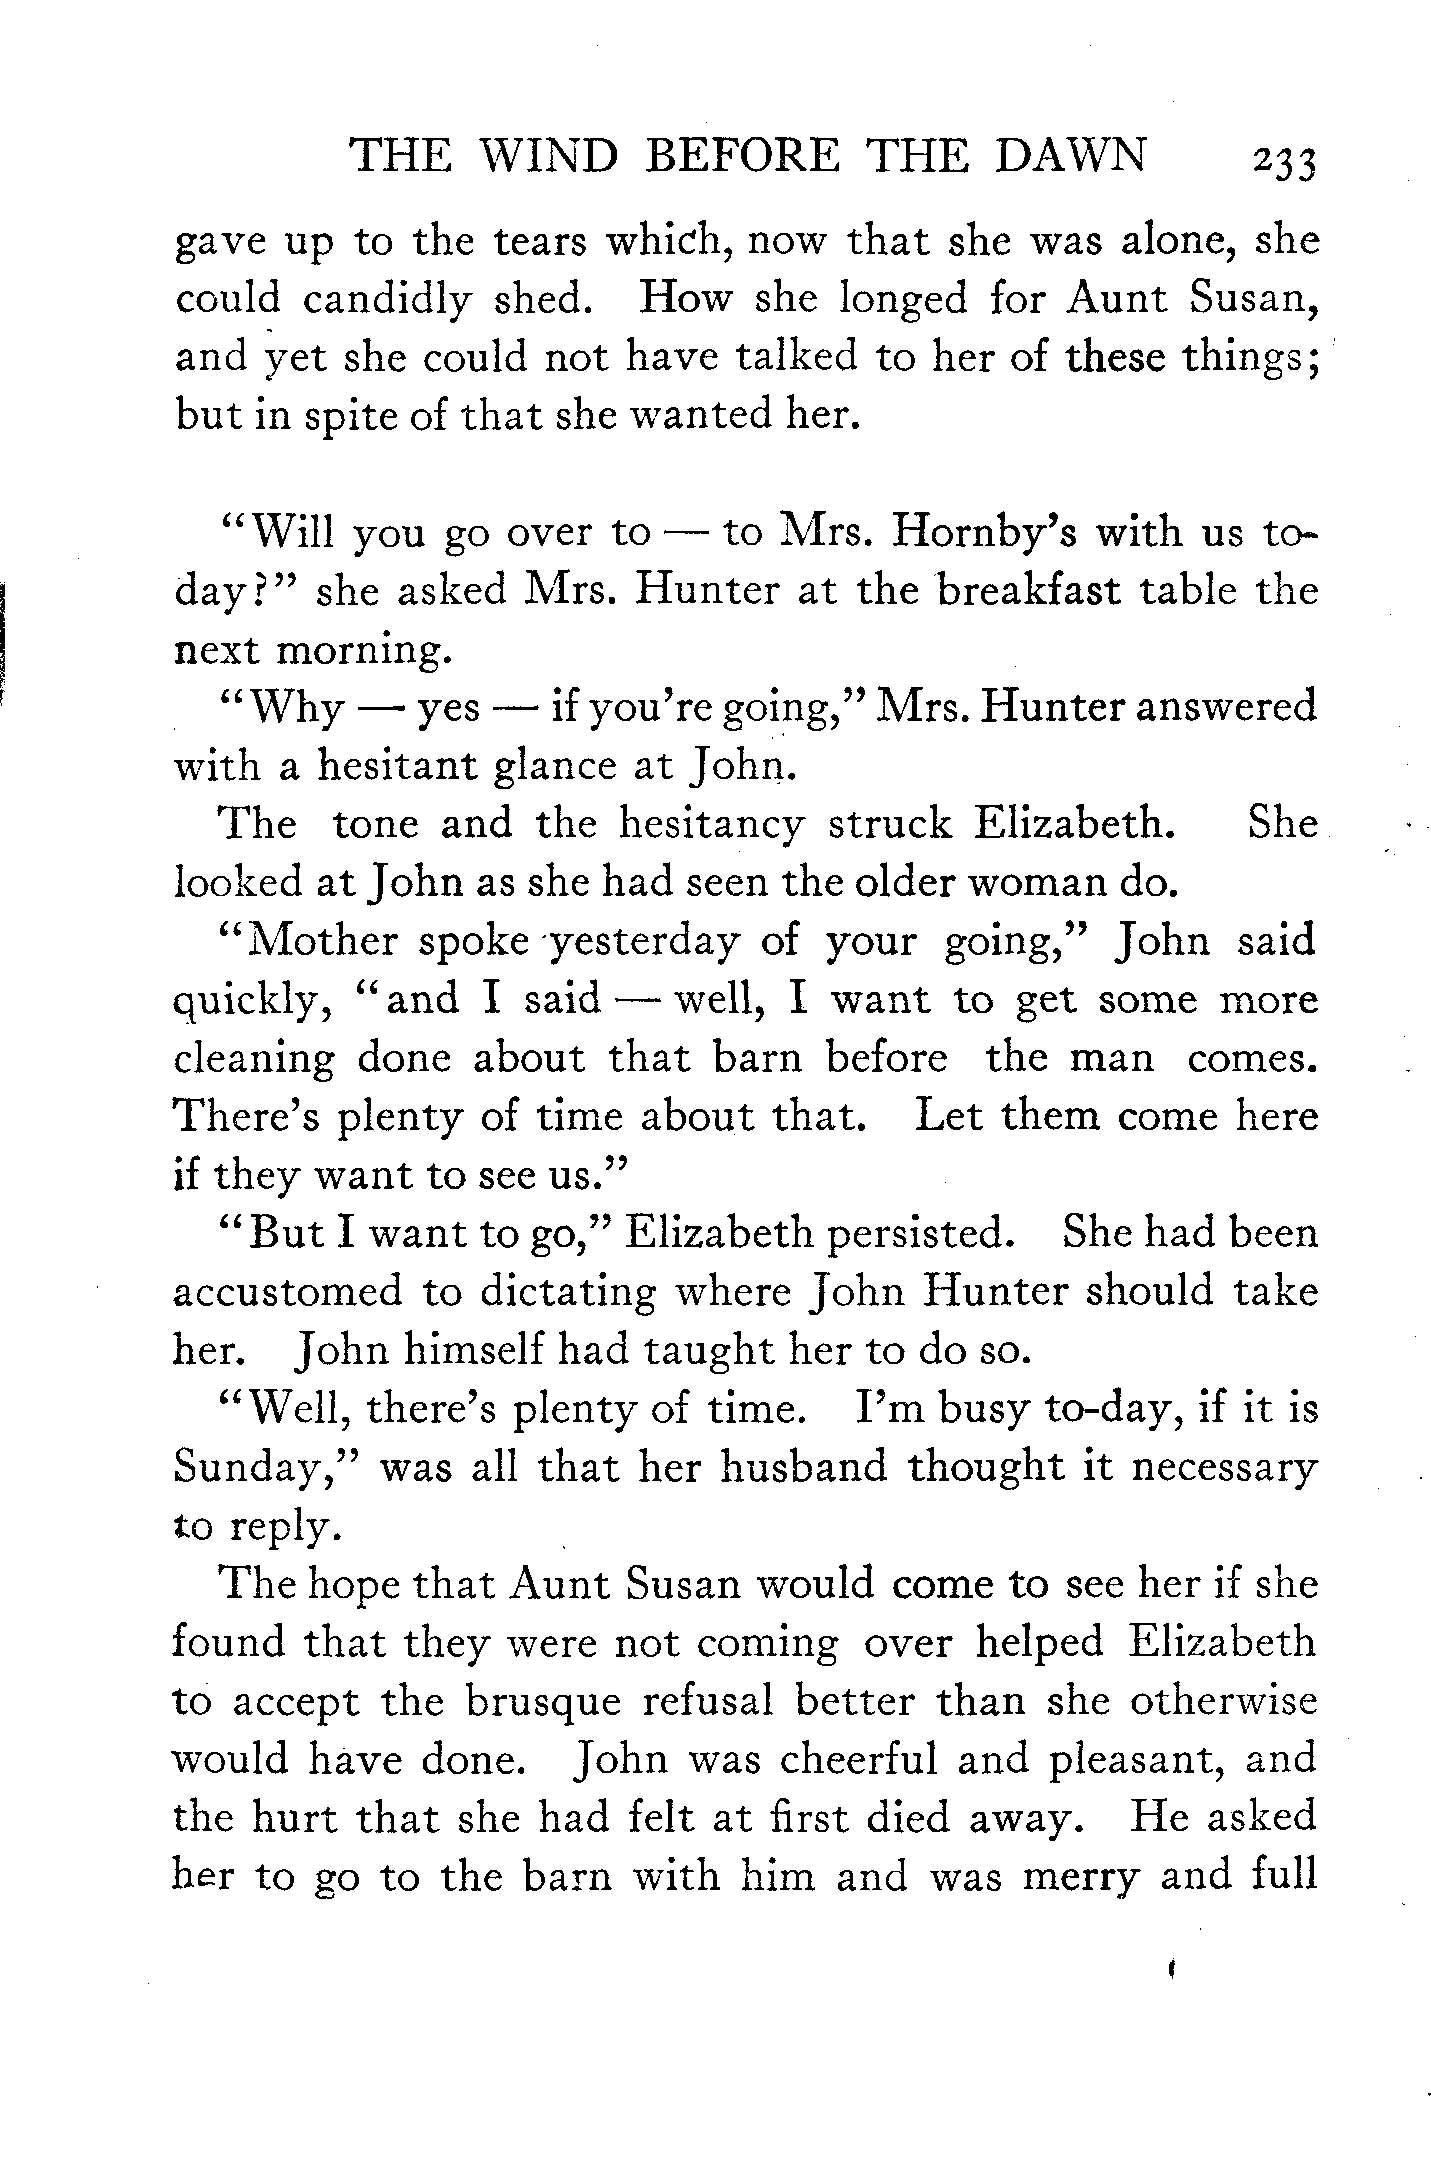 THE WIND BEFORE THE DAWN 233
gave up to the tears which, now that she was alone, she
could candidly shed. How she longed for Aunt Susan,
and yet she could not have talked to her of these things;
but in spite of that she wanted her.
“Will you go over to — to Mrs. Hornby’s with us to-
day?” she asked Mrs. Hunter at the breakfast table the
next morning.
“Why — yes — if you’re going,” Mrs. Hunter answered
with a hesitant glance at John.
The tone and the hesitancy struck Elizabeth. She
looked at John as she had seen the older woman do.
“Mother spoke yesterday of your going,” John said
quickly, “and I said — well, I want to get some more
cleaning done about that barn before the man comes.
There’s plenty of time about that. Let them come here
if they want to see us.”
“But I want to go,” Elizabeth persisted. She had been
accustomed to dictating where John Hunter should take
her. John himself had taught her to do so.
“Well, there’s plenty of time. I’m busy to-day, if it is
Sunday,” was all that her husband thought it necessary
to reply.
The hope that Aunt Susan would come to see her if she
found that they were not coming over helped Elizabeth
to accept the brusque refusal better than she otherwise
would have done. John was cheerful and pleasant, and
the hurt that she had felt at first died away. He asked
her to go to the barn with him and was merry and full